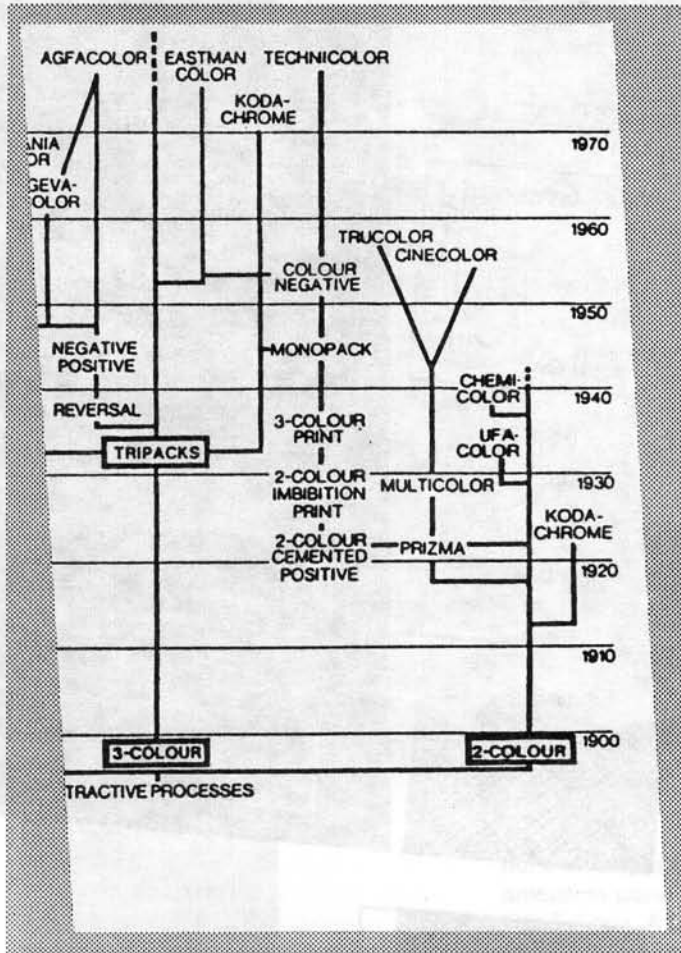 AGFACOLOR
EASTMAN
COLOR
TECHNICOLOR
KODA-
CHROME
1970
GEVA-
1960
TRUCOLOR
CINECOLOR
COLOUR
NEGATIVE
1950
NEGATIVE
POSITIVE
MONOPACK
CHEMI-
COLOR
1940
REVERSAL
3-COLOUR
PRINT
UFA-
COLOR
TRIPACKS
2-COLOUR
IMBIBITION
PRINT
MULTICOLOR
1930
KODA-
CHROME
2-COLOUR
CEMENTED
POSITIVE
PRIZMA
1920
1910
1900
3-COLOUR
2-COLOUR
TRACTIVE PROCESSES